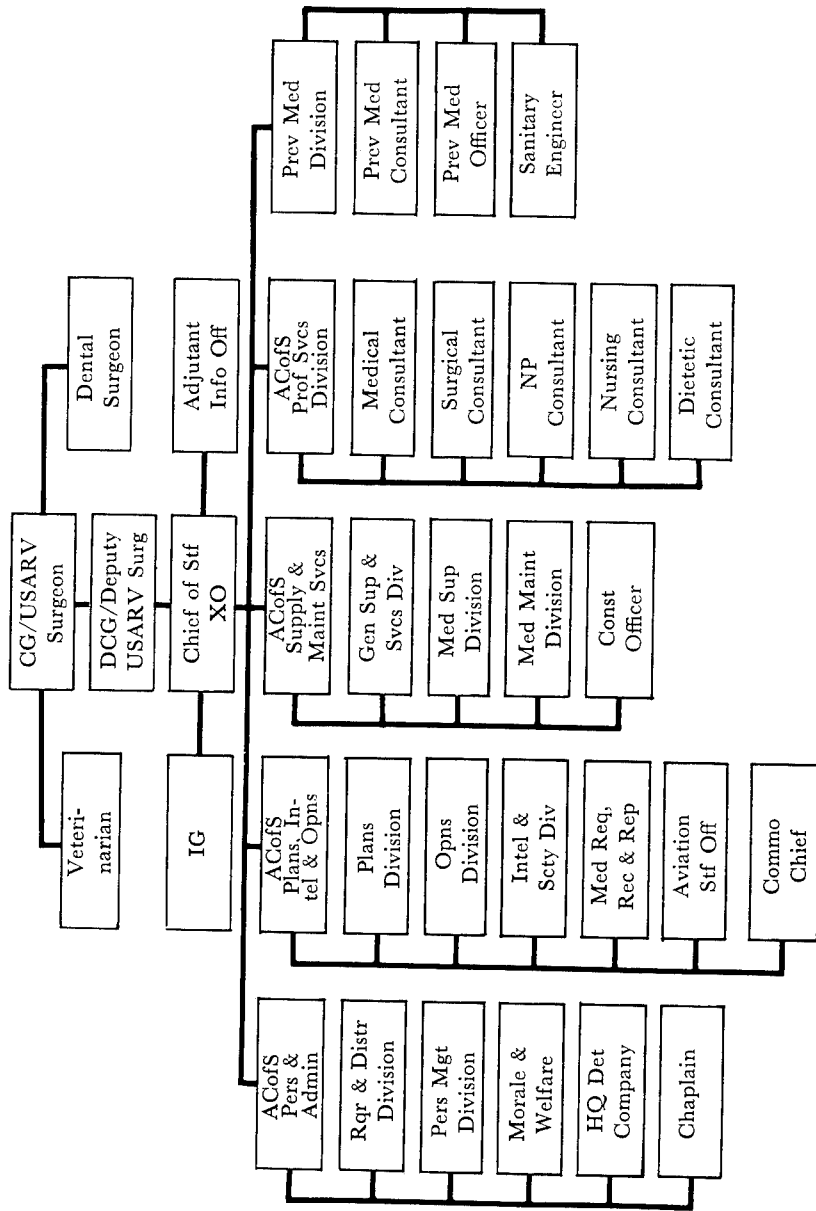 CG/USARV
Surgeon
Veteri-
narian
Dental
Surgeon
DCG/Deputy
USARV Surg
IG
Chief of Stf
XO
Adjutant
Info Off
ACofS
Pers &
Admin
Rqr & Distr
Division
Pers Mgt
Division
Morale &
Welfare
HQ Det
Company
Chaplain
ACofS
Plans, In-
tel & Opns
Plans
Division
Opns
Division
Intel &
Scty Div
Med Req,
Rec & Rep
Aviation
Stf Off
Commo
Chief
ACofS
Supply &
Maint Svcs
Gen Sup &
Svcs Div
Med Sup
Division
Med Maint
Division
Const
Officer
ACofS
Prof Svcs
Division
Medical
Consultant
Surgical
Consultant
NP
Consultant
Nursing
Consultant
Dietetic
Consultant
Prev Med
Division
Prev Med
Consultant
Prev Med
Officer
Sanitary
Engineer